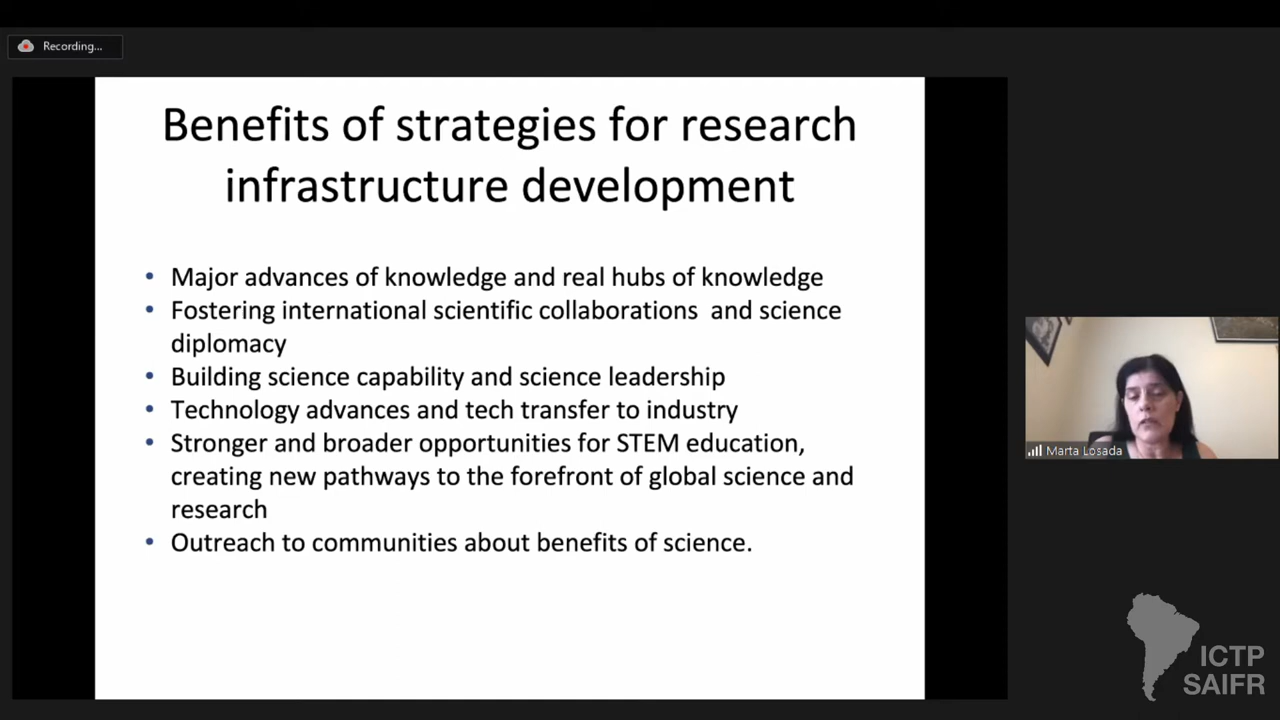 Recording...
Benefits of strategies for research
infrastructure development
• Major advances of knowledge and real hubs of knowledge
• Fostering international scientific collaborations  and science
diplomacy
• Building science capability and science leadership
• Technology advances and tech transfer to industry
• Stronger and broader opportunities for STEM education,
creating new pathways to the forefront of global science and
research
• Outreach to communities about benefits of science.
Marta Losada
ICTP
SAIFR